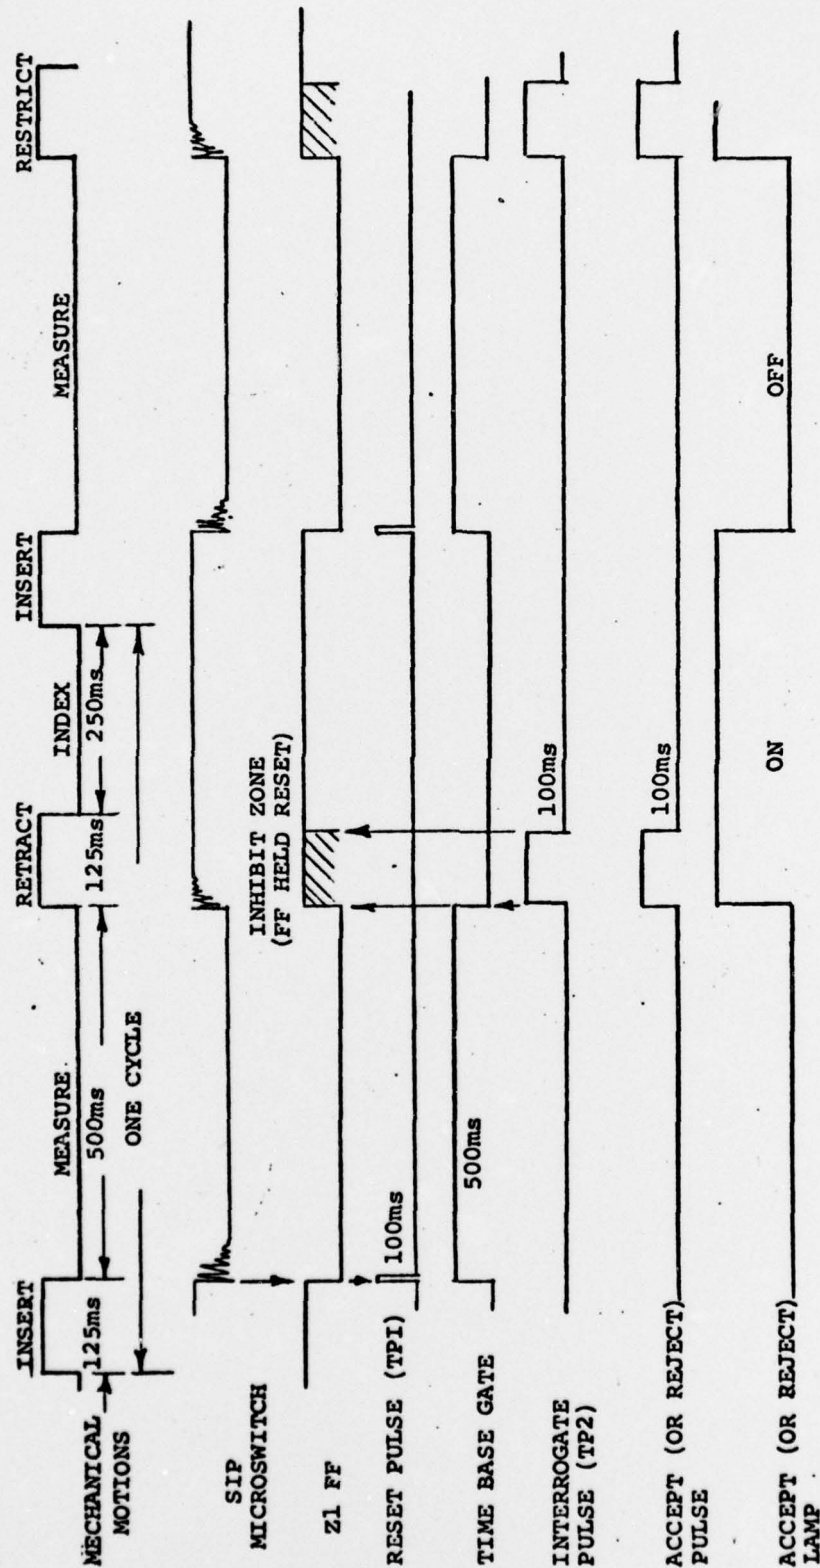 INSERT
MEASURE
RETRACT
INDEX
INSERT
MEASURE
RESTRICT
MECHANICAL
MOTIONS
125ms
500ms
125ms
250ms
ONE CYCLE
SIP
MICROSWITCH
INHIBIT ZONE
(FF HELD RESET)
Z1 FF
RESET PULSE (TPI)
100ms
TIME BASE GATE
500ms
INTERROGATE
PULSE (TP2)
100ms
ACCEPT (OR REJECT)
PULSE
100ms
ACCEPT (OR REJECT)
LAMP
ON
OFF